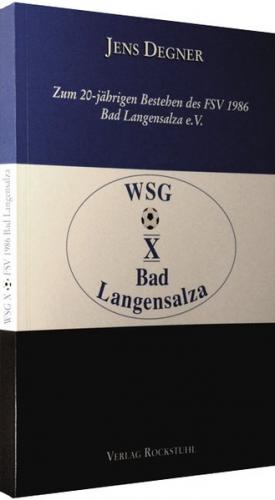 JENS DEGNER
Zum 20-jährigen Bestehen des FSV 1986
Bad Langensalza e.V.
WSG
X
Bad
Langensalza
VERLAG ROCKSTUHL
WSG X FSV 1986 Bad Langensalza